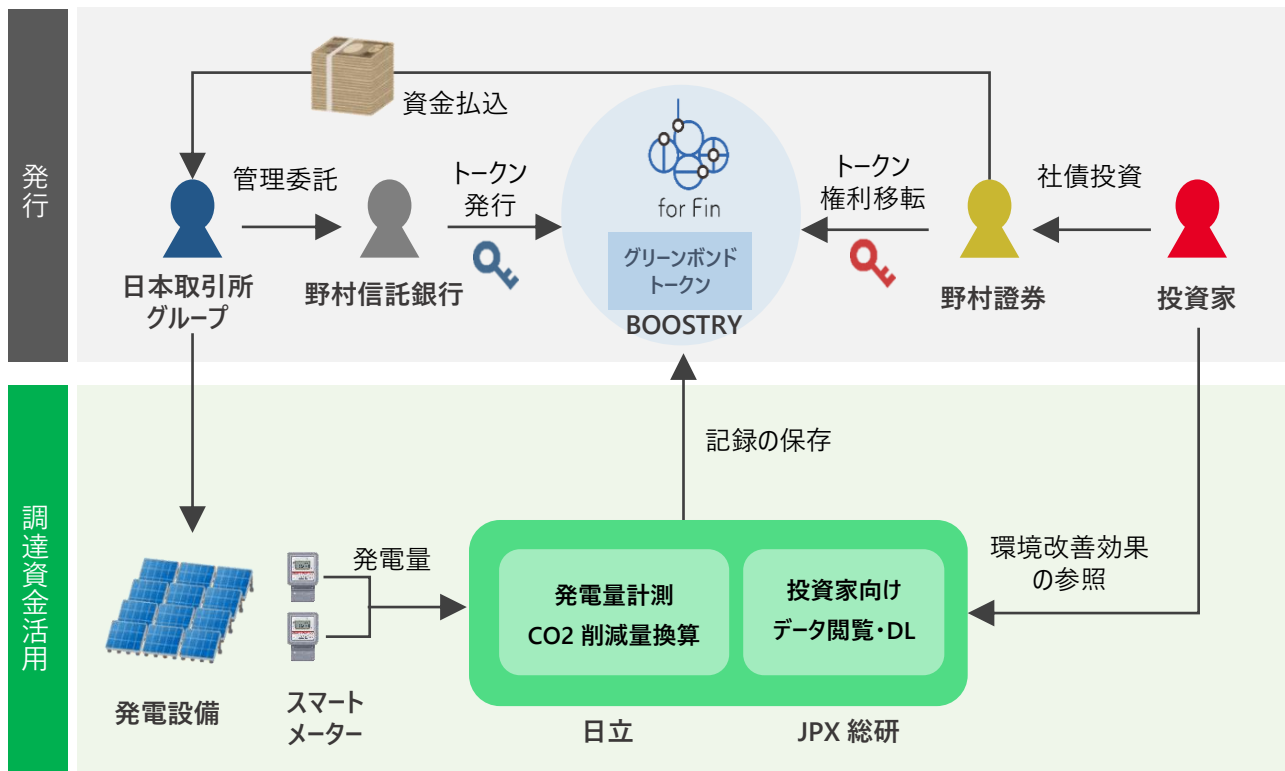 発行
資金払込
管理委託
トークン
発行
for Fin
グリーンボンド
トークン
BOOSTRY
トークン
権利移転
社債投資
日本取引所
グループ
野村信託銀行
野村證券
投資家
調達資金活用
記録の保存
発電量
環境改善効果
の参照
発電量計測
CO2 削減量換算
投資家向け
データ閲覧・DL
発電設備
スマート
メーター
日立
JPX 総研